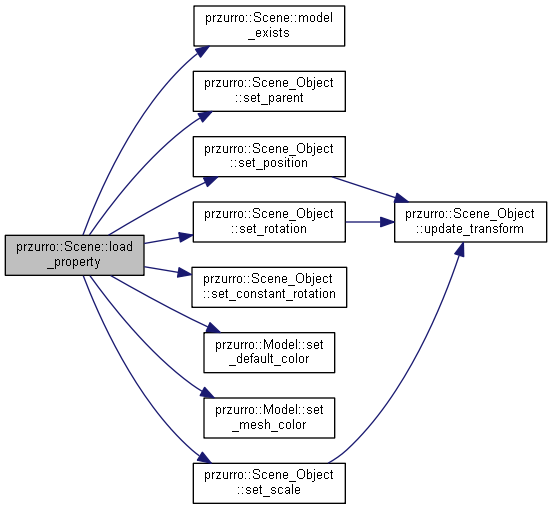 przurro::Scene::model
_exists
przurro::Scene_Object
::set_parent
przurro::Scene_Object
::set_position
przurro::Scene_Object
::set_rotation
przurro::Scene_Object
::update_transform
przurro::Scene::load
_property
przurro::Scene_Object
::set_constant_rotation
przurro::Model::set
_default_color
przurro::Model::set
_mesh_color
przurro::Scene_Object
::set_scale